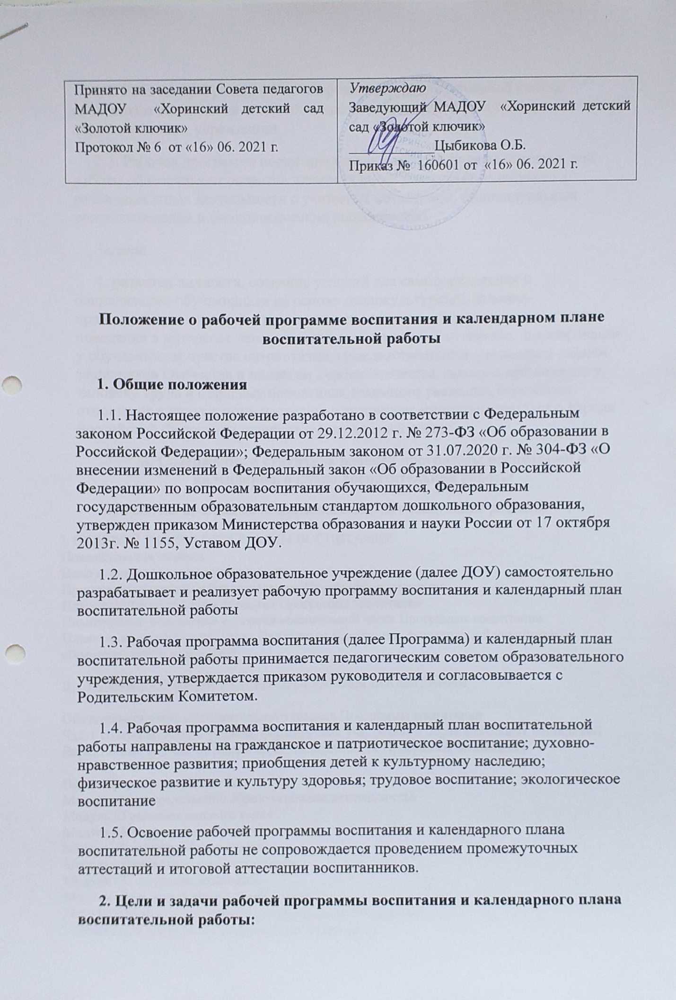 Принято на заседании Совета педагогов
МАДОУ «Хоринский детский сад
«Золотой ключик»
Протокол № 6 от «16» 06. 2021 г.
Утверждаю
Заведующий МАДОУ «Хоринский детский
сад «Золотой ключик»
____________Цыбикова О.Б.
Приказ № 160601 от «16» 06. 2021 г.
Положение о рабочей программе воспитания и календарном плане
воспитательной работы
1. Общие положения
1.1. Настоящее положение разработано в соответствии с Федеральным
законом Российской Федерации от 29.12.2012 г. № 273-ФЗ «Об образовании в
Российской Федерации»; Федеральным законом от 31.07.2020 г. № 304-ФЗ «О
внесении изменений в Федеральный закон «Об образовании в Российской
Федерации» по вопросам воспитания обучающихся, Федеральным
государственным образовательным стандартом дошкольного образования,
утвержден приказом Министерства образования и науки России от 17 октября
2013г. № 1155, Уставом ДОУ.
1.2. Дошкольное образовательное учреждение (далее ДОУ) самостоятельно
разрабатывает и реализует рабочую программу воспитания и календарный план
воспитательной работы
1.3. Рабочая программа воспитания (далее Программа) и календарный план
воспитательной работы принимается педагогическим советом образовательного
учреждения, утверждается приказом руководителя и согласовывается с
Родительским Комитетом.
1.4. Рабочая программа воспитания и календарный план воспитательной
работы направлены на гражданское и патриотическое воспитание; духовно-
нравственное развития; приобщения детей к культурному наследию;
физическое развитие и культуру здоровья; трудовое воспитание; экологическое
воспитание
1.5. Освоение рабочей программы воспитания и календарного плана
воспитательной работы не сопровождается проведением промежуточных
аттестаций и итоговой аттестации воспитанников.
2. Цели и задачи рабочей программы воспитания и календарного плана
воспитательной работы: